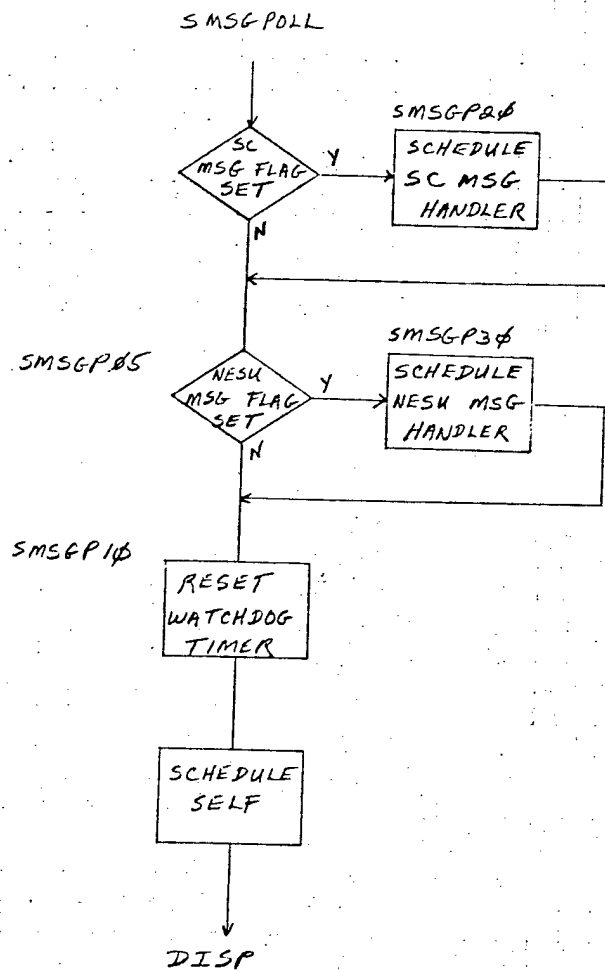 SMSGPOLL
SC
MSG FLAG
SET
Y
N
SMSGP2Ø
SCHEDULE
SC MSG
HANDLER
SMSGPØ5
NESU
MSG FLAG
SET
Y
N
SMSGP3Ø
SCHEDULE
NESU MSG
HANDLER
SMSGP1Ø
RESET
WATCHDOG
TIMER
SCHEDULE
SELF
DISP